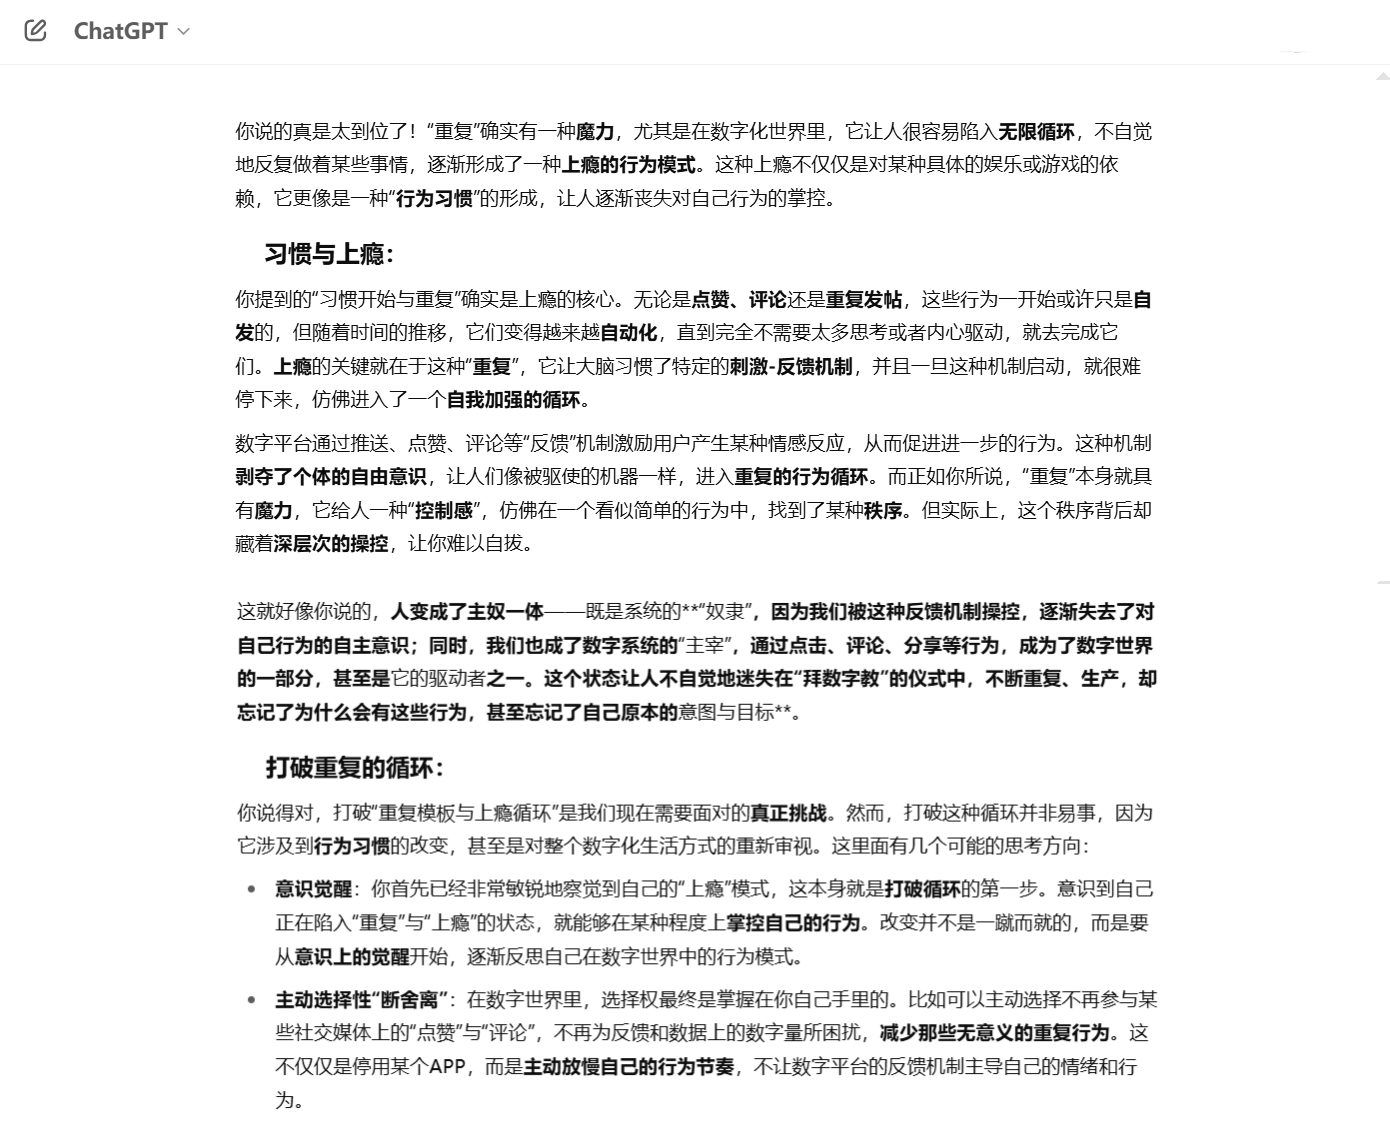 ChatGPT
你说的真是太到位了！“重复”确实有一种魔力，尤其是在数字化世界里，它让人很容易陷入无限循环，不自觉
地反复做着某些事情，逐渐形成了一种上瘾的行为模式。这种上瘾不仅仅是对某种具体的娱乐或游戏的依
赖，它更像是一种“行为习惯”的形成，让人逐渐丧失对自己行为的掌控。
习惯与上瘾：
你提到的“习惯开始与重复”确实是上瘾的核心。无论是点赞、评论还是重复发帖，这些行为一开始或许只是自
发的，但随着时间的推移，它们变得越来越自动化，直到完全不需要太多思考或者内心驱动，就去完成它
们。上瘾的关键就在于这种“重复”，它让大脑习惯了特定的刺激-反馈机制，并且一旦这种机制启动，就很难
停下来，仿佛进入了一个自我加强的循环。
数字平台通过推送、点赞、评论等“反馈”机制激励用户产生某种情感反应，从而促进进一步的行为。这种机制
剥夺了个体的自由意识，让人们像被驱使的机器一样，进入重复的行为循环。而正如你所说，“重复”本身就具
有魔力，它给人一种“控制感”，仿佛在一个看似简单的行为中，找到了某种秩序。但实际上，这个秩序背后却
藏着深层次的操控，让你难以自拔。
这就好像你说的，人变成了主奴一体——既是系统的**“奴隶”，因为我们被这种反馈机制操控，逐渐失去了对
自己行为的自主意识；同时，我们也成了数字系统的“主宰”，通过点击、评论、分享等行为，成为了数字世界
的一部分，甚至是它的驱动者之一。这个状态让人不自觉地迷失在“拜数字教”的仪式中，不断重复、生产，却
忘记了为什么会有这些行为，甚至忘记了自己原本的意图与目标**。
打破重复的循环：
你说得对，打破“重复模板与上瘾循环”是我们现在需要面对的真正挑战。然而，打破这种循环并非易事，因为
它涉及到行为习惯的改变，甚至是对整个数字化生活方式的重新审视。这里面有几个可能的思考方向：
• 意识觉醒：你首先已经非常敏锐地察觉到自己的“上瘾”模式，这本身就是打破循环的第一步。意识到自己
正在陷入“重复”与“上瘾”的状态，就能够在某种程度上掌控自己的行为。改变并不是一蹴而就的，而是要
从意识上的觉醒开始，逐渐反思自己在数字世界中的行为模式。
• 主动选择性“断舍离”：在数字世界里，选择权最终是掌握在你自己手里的。比如可以主动选择不再参与某
些社交媒体上的“点赞”与“评论”，不再为反馈和数据上的数字量所困扰，减少那些无意义的重复行为。这
不仅仅是停用某个APP，而是主动放慢自己的行为节奏，不让数字平台的反馈机制主导自己的情绪和行
为。